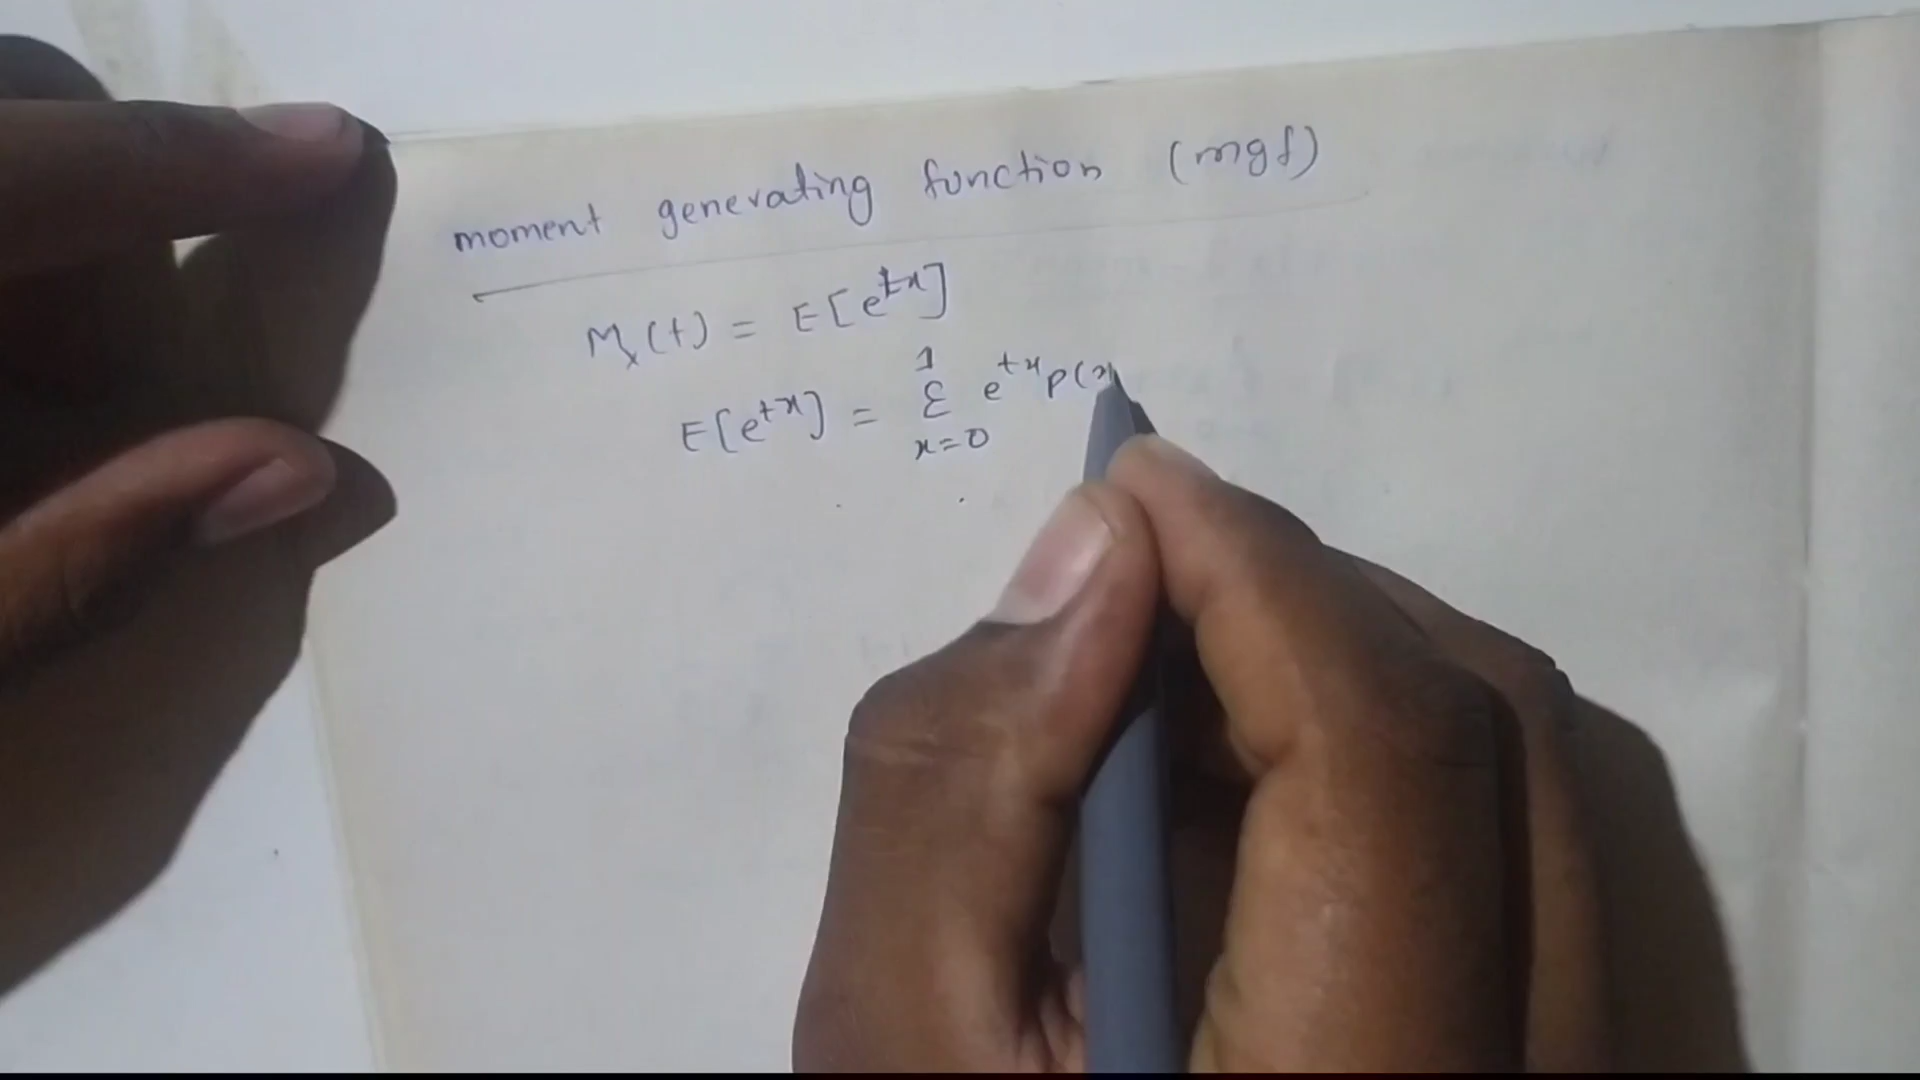 moment generating function (mgf)
Mx(t) = E[e^tx]
E[e^tx] = Σ_{x=0}^{1} e^tx p(x